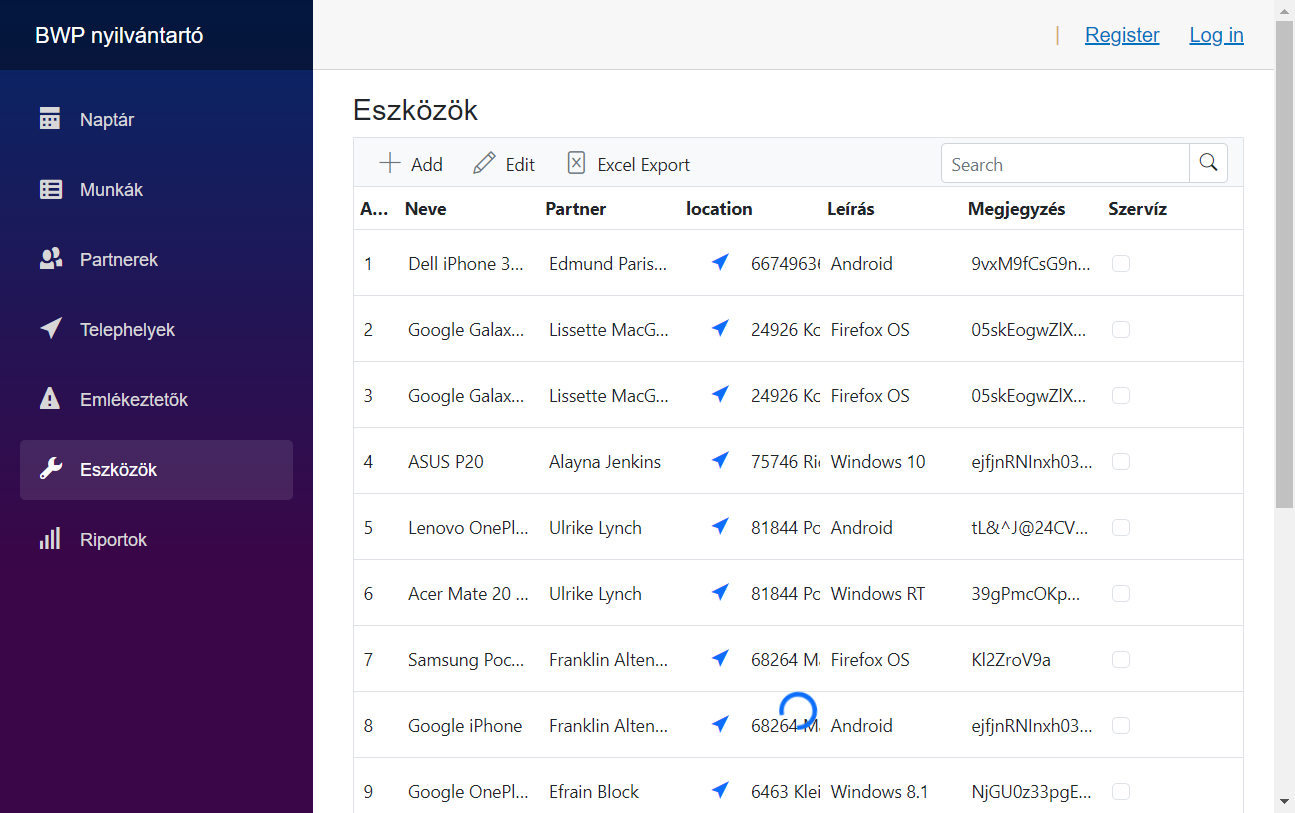 BWP nyilvántartó
| Register Log in
Naptár
Munkák
Partnerek
Telephelyek
Emlékeztetők
Eszközök
Riportok
Eszközök
Add Edit Excel Export Search
A... Neve Partner location Leírás Megjegyzés Szervíz
1 Dell iPhone 3... Edmund Paris... 6674963 Android 9vxM9fCsG9n...
2 Google Galax... Lissette MacG... 24926 Kc Firefox OS 05skEogwZlX...
3 Google Galax... Lissette MacG... 24926 Kc Firefox OS 05skEogwZlX...
4 ASUS P20 Alayna Jenkins 75746 Ric Windows 10 ejfjnRNInxh03...
5 Lenovo OnePl... Ulrike Lynch 81844 Pc Android tL&^J@24CV...
6 Acer Mate 20 ... Ulrike Lynch 81844 Pc Windows RT 39gPmcOKp...
7 Samsung Poc... Franklin Alten... 68264 M Firefox OS Kl2ZroV9a
8 Google iPhone Franklin Alten... 68264 M Android ejfjnRNInxh03...
9 Google OnePl... Efrain Block 6463 Klei Windows 8.1 NjGU0z33pgE...